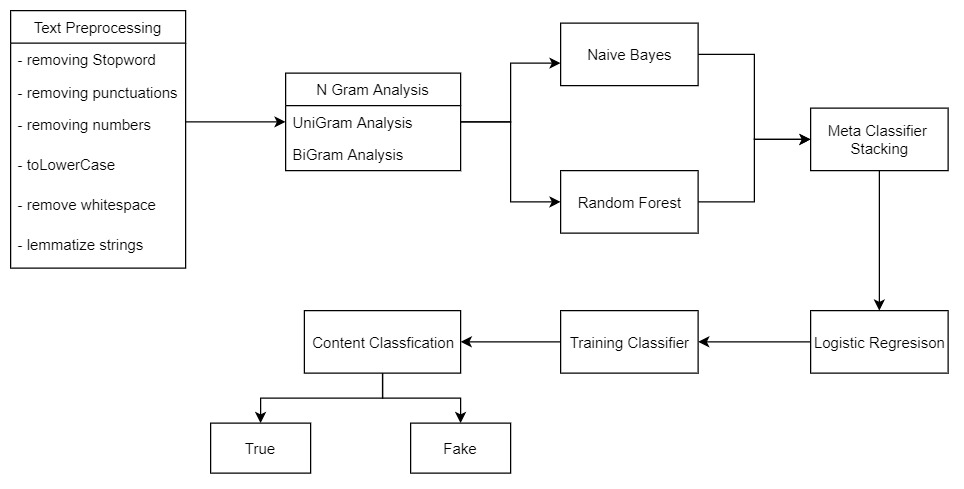 Text Preprocessing
- removing Stopword
- removing punctuations
- removing numbers
- toLowerCase
- remove whitespace
- lemmatize strings
N Gram Analysis
UniGram Analysis
BiGram Analysis
Naive Bayes
Random Forest
Meta Classifier
Stacking
Logistic Regresison
Training Classifier
Content Classfication
True
Fake